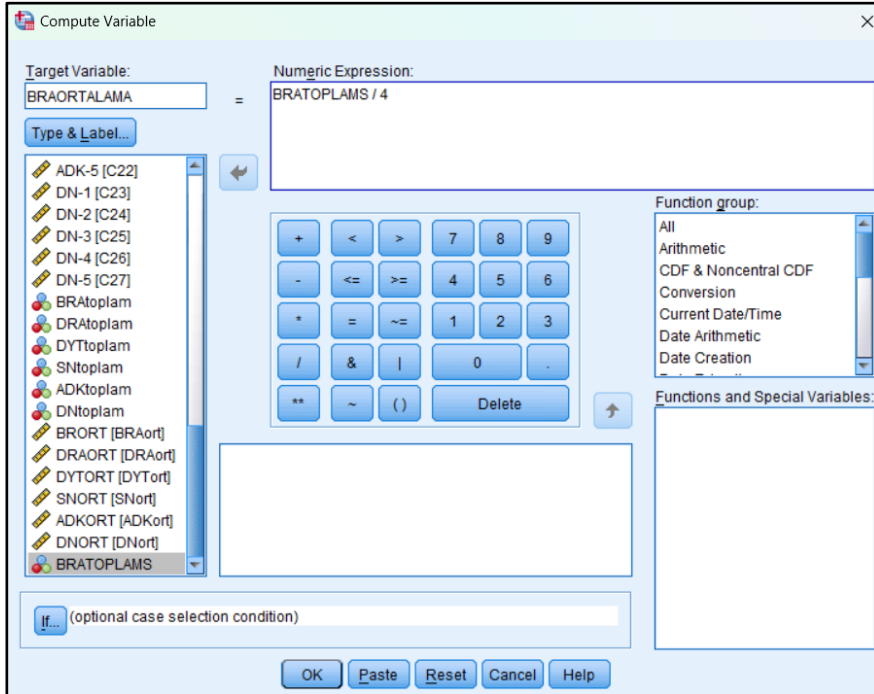 Compute Variable
Target Variable:
BRAORTALAMA
=
Numeric Expression:
BRATOPLAMS / 4
Type & Label...
ADK-5 [C22]
DN-1 [C23]
DN-2 [C24]
DN-3 [C25]
DN-4 [C26]
DN-5 [C27]
BRAtoplam
DRAtoplam
DYTtoplam
SNtoplam
ADKtoplam
DNtoplam
BRORT [BRAort]
DRAORT [DRAort]
DYTORT [DYTort]
SNORT [SNort]
ADKORT [ADKort]
DNORT [DNort]
BRATOPLAMS
+ < > 7 8 9
- <= >= 4 5 6
* = ~= 1 2 3
/ & | 0 .
** ~ ( ) Delete
Function group:
All
Arithmetic
CDF & Noncentral CDF
Conversion
Current Date/Time
Date Arithmetic
Date Creation
Functions and Special Variables:
If... (optional case selection condition)
OK Paste Reset Cancel Help